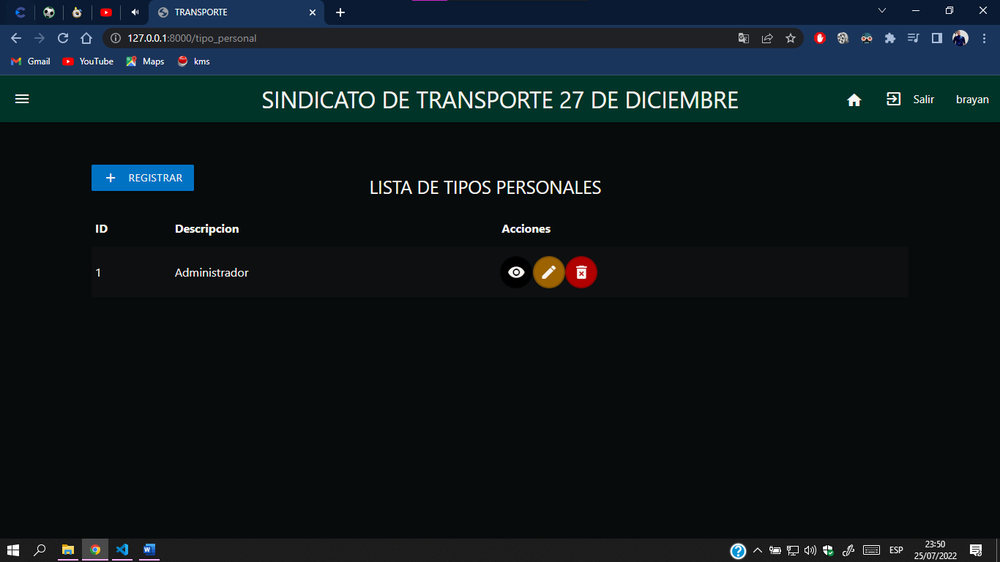 TRANSPORTE
127.0.0.1:8000/tipo_personal
Gmail YouTube Maps kms
SINDICATO DE TRANSPORTE 27 DE DICIEMBRE Salir brayan
REGISTRAR
LISTA DE TIPOS PERSONALES
ID Descripcion Acciones
1 Administrador
ESP 23:50
25/07/2022